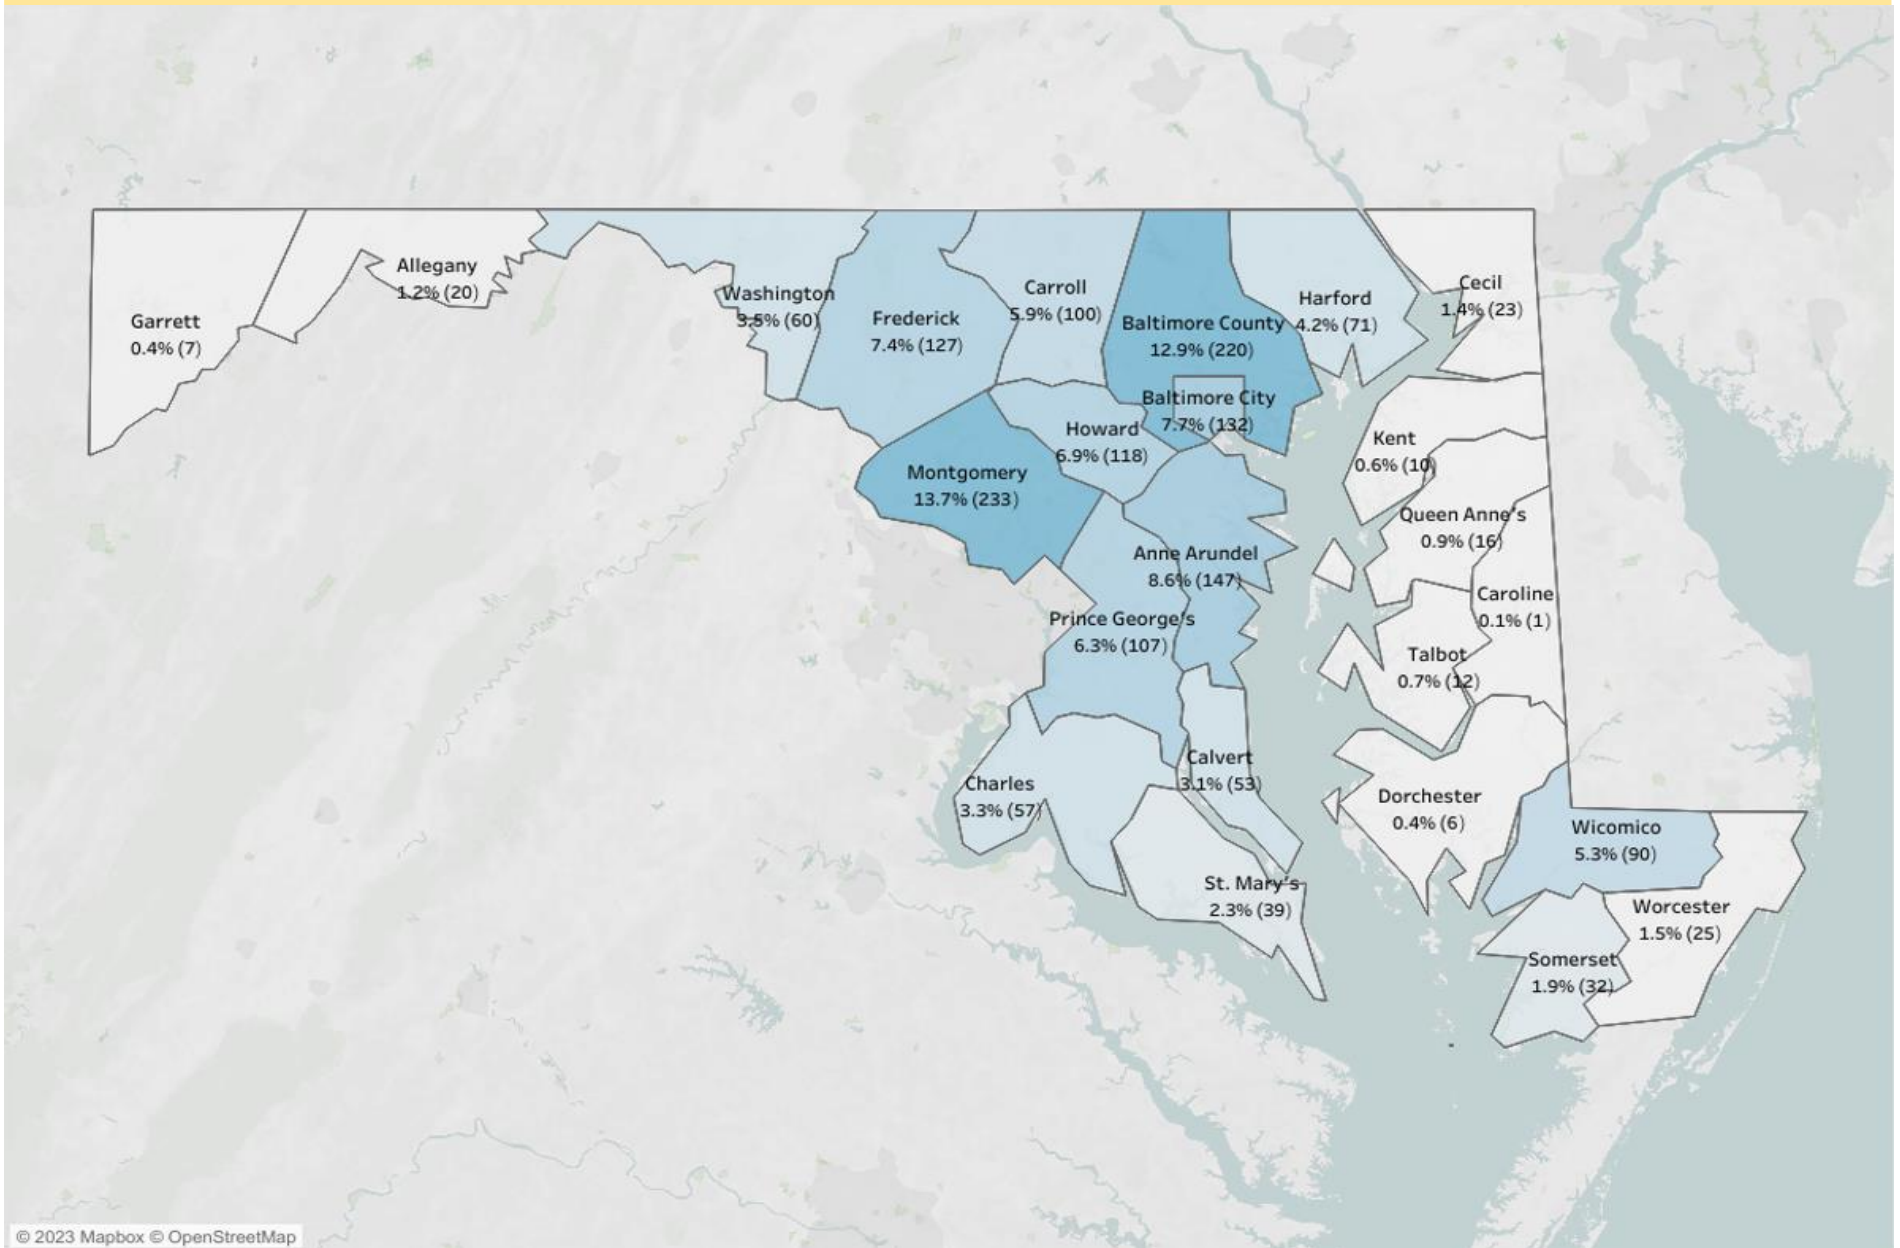 Garrett
0.4% (7)
Allegany
1.2% (20)
Washington
3.5% (60)
Frederick
7.4% (127)
Carroll
5.9% (100)
Baltimore County
12.9% (220)
Harford
4.2% (71)
Cecil
1.4% (23)
Baltimore City
7.7% (132)
Howard
6.9% (118)
Montgomery
13.7% (233)
Kent
0.6% (10)
Queen Anne's
0.9% (16)
Anne Arundel
8.6% (147)
Caroline
0.1% (1)
Prince George's
6.3% (107)
Talbot
0.7% (12)
Calvert
3.1% (53)
Charles
3.3% (57)
Dorchester
0.4% (6)
Wicomico
5.3% (90)
St. Mary's
2.3% (39)
Worcester
1.5% (25)
Somerset
1.9% (32)
© 2023 Mapbox © OpenStreetMap